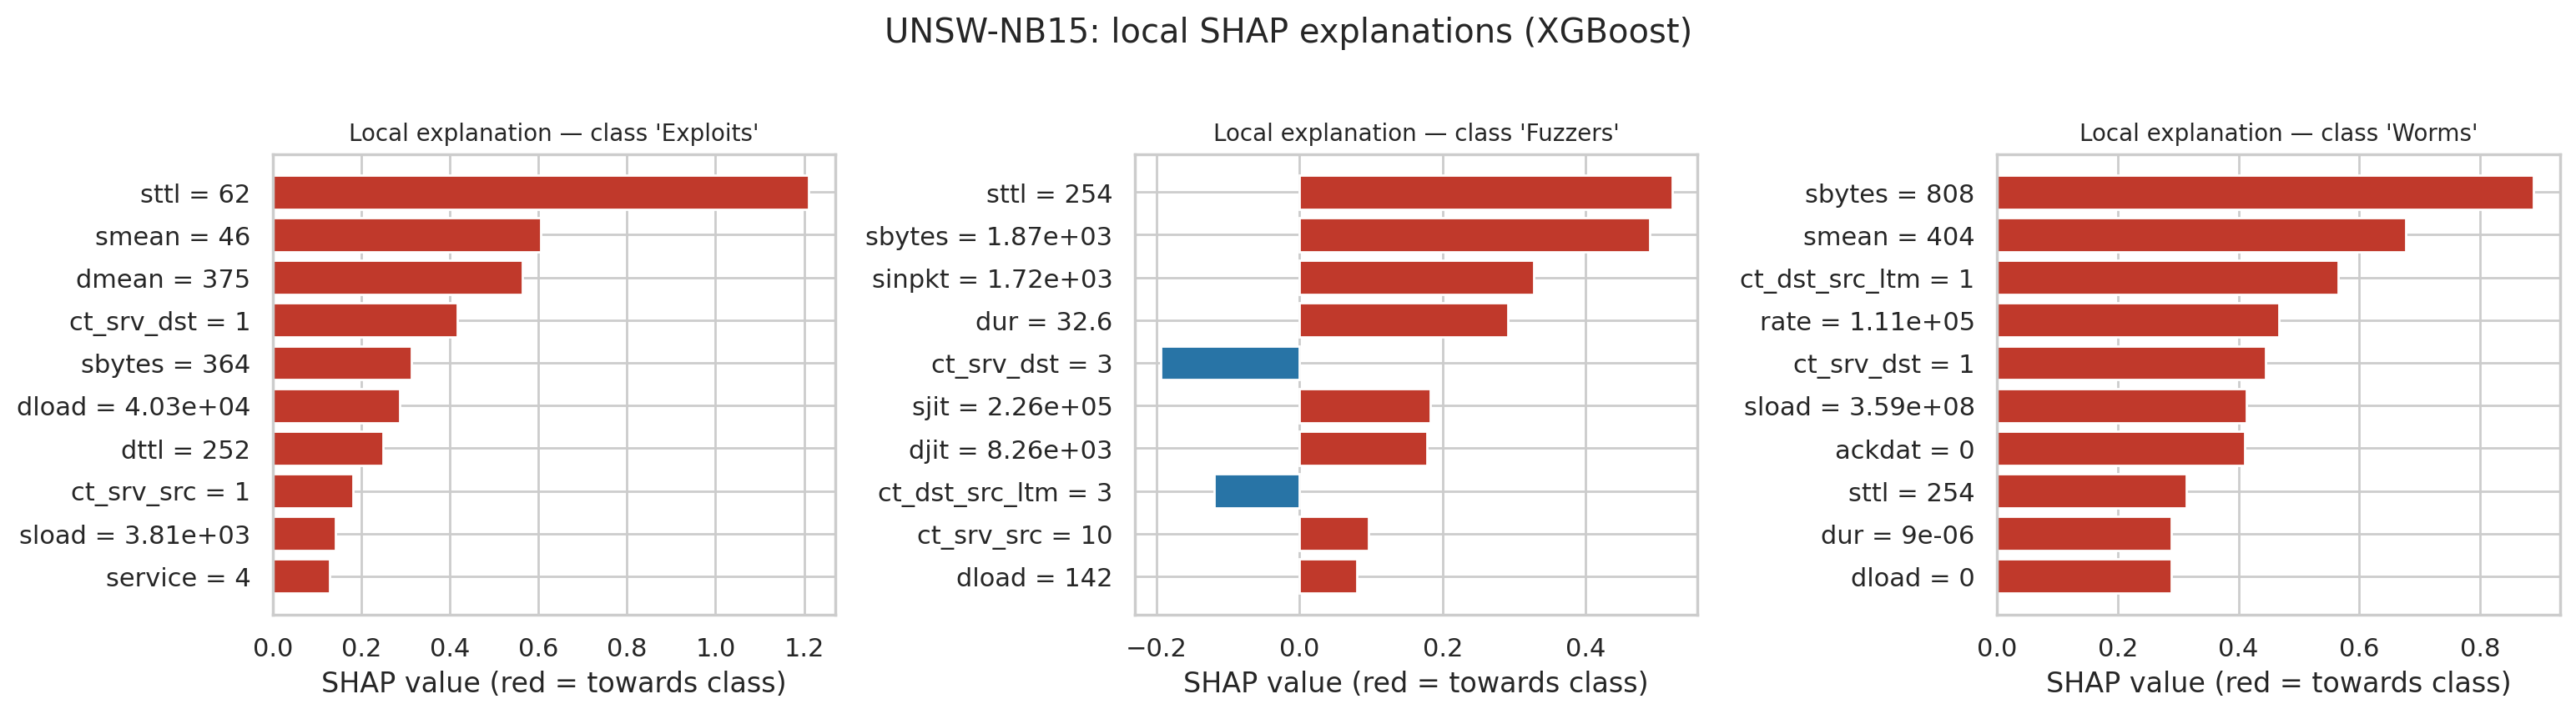 UNSW-NB15: local SHAP explanations (XGBoost)
Local explanation — class 'Exploits'
sttl = 62
smean = 46
dmean = 375
ct_srv_dst = 1
sbytes = 364
dload = 4.03e+04
dttl = 252
ct_srv_src = 1
sload = 3.81e+03
service = 4
0.0 0.2 0.4 0.6 0.8 1.0 1.2
SHAP value (red = towards class)
Local explanation — class 'Fuzzers'
sttl = 254
sbytes = 1.87e+03
sinpkt = 1.72e+03
dur = 32.6
ct_srv_dst = 3
sjit = 2.26e+05
djit = 8.26e+03
ct_dst_src_ltm = 3
ct_srv_src = 10
dload = 142
−0.2 0.0 0.2 0.4
SHAP value (red = towards class)
Local explanation — class 'Worms'
sbytes = 808
smean = 404
ct_dst_src_ltm = 1
rate = 1.11e+05
ct_srv_dst = 1
sload = 3.59e+08
ackdat = 0
sttl = 254
dur = 9e-06
dload = 0
0.0 0.2 0.4 0.6 0.8
SHAP value (red = towards class)